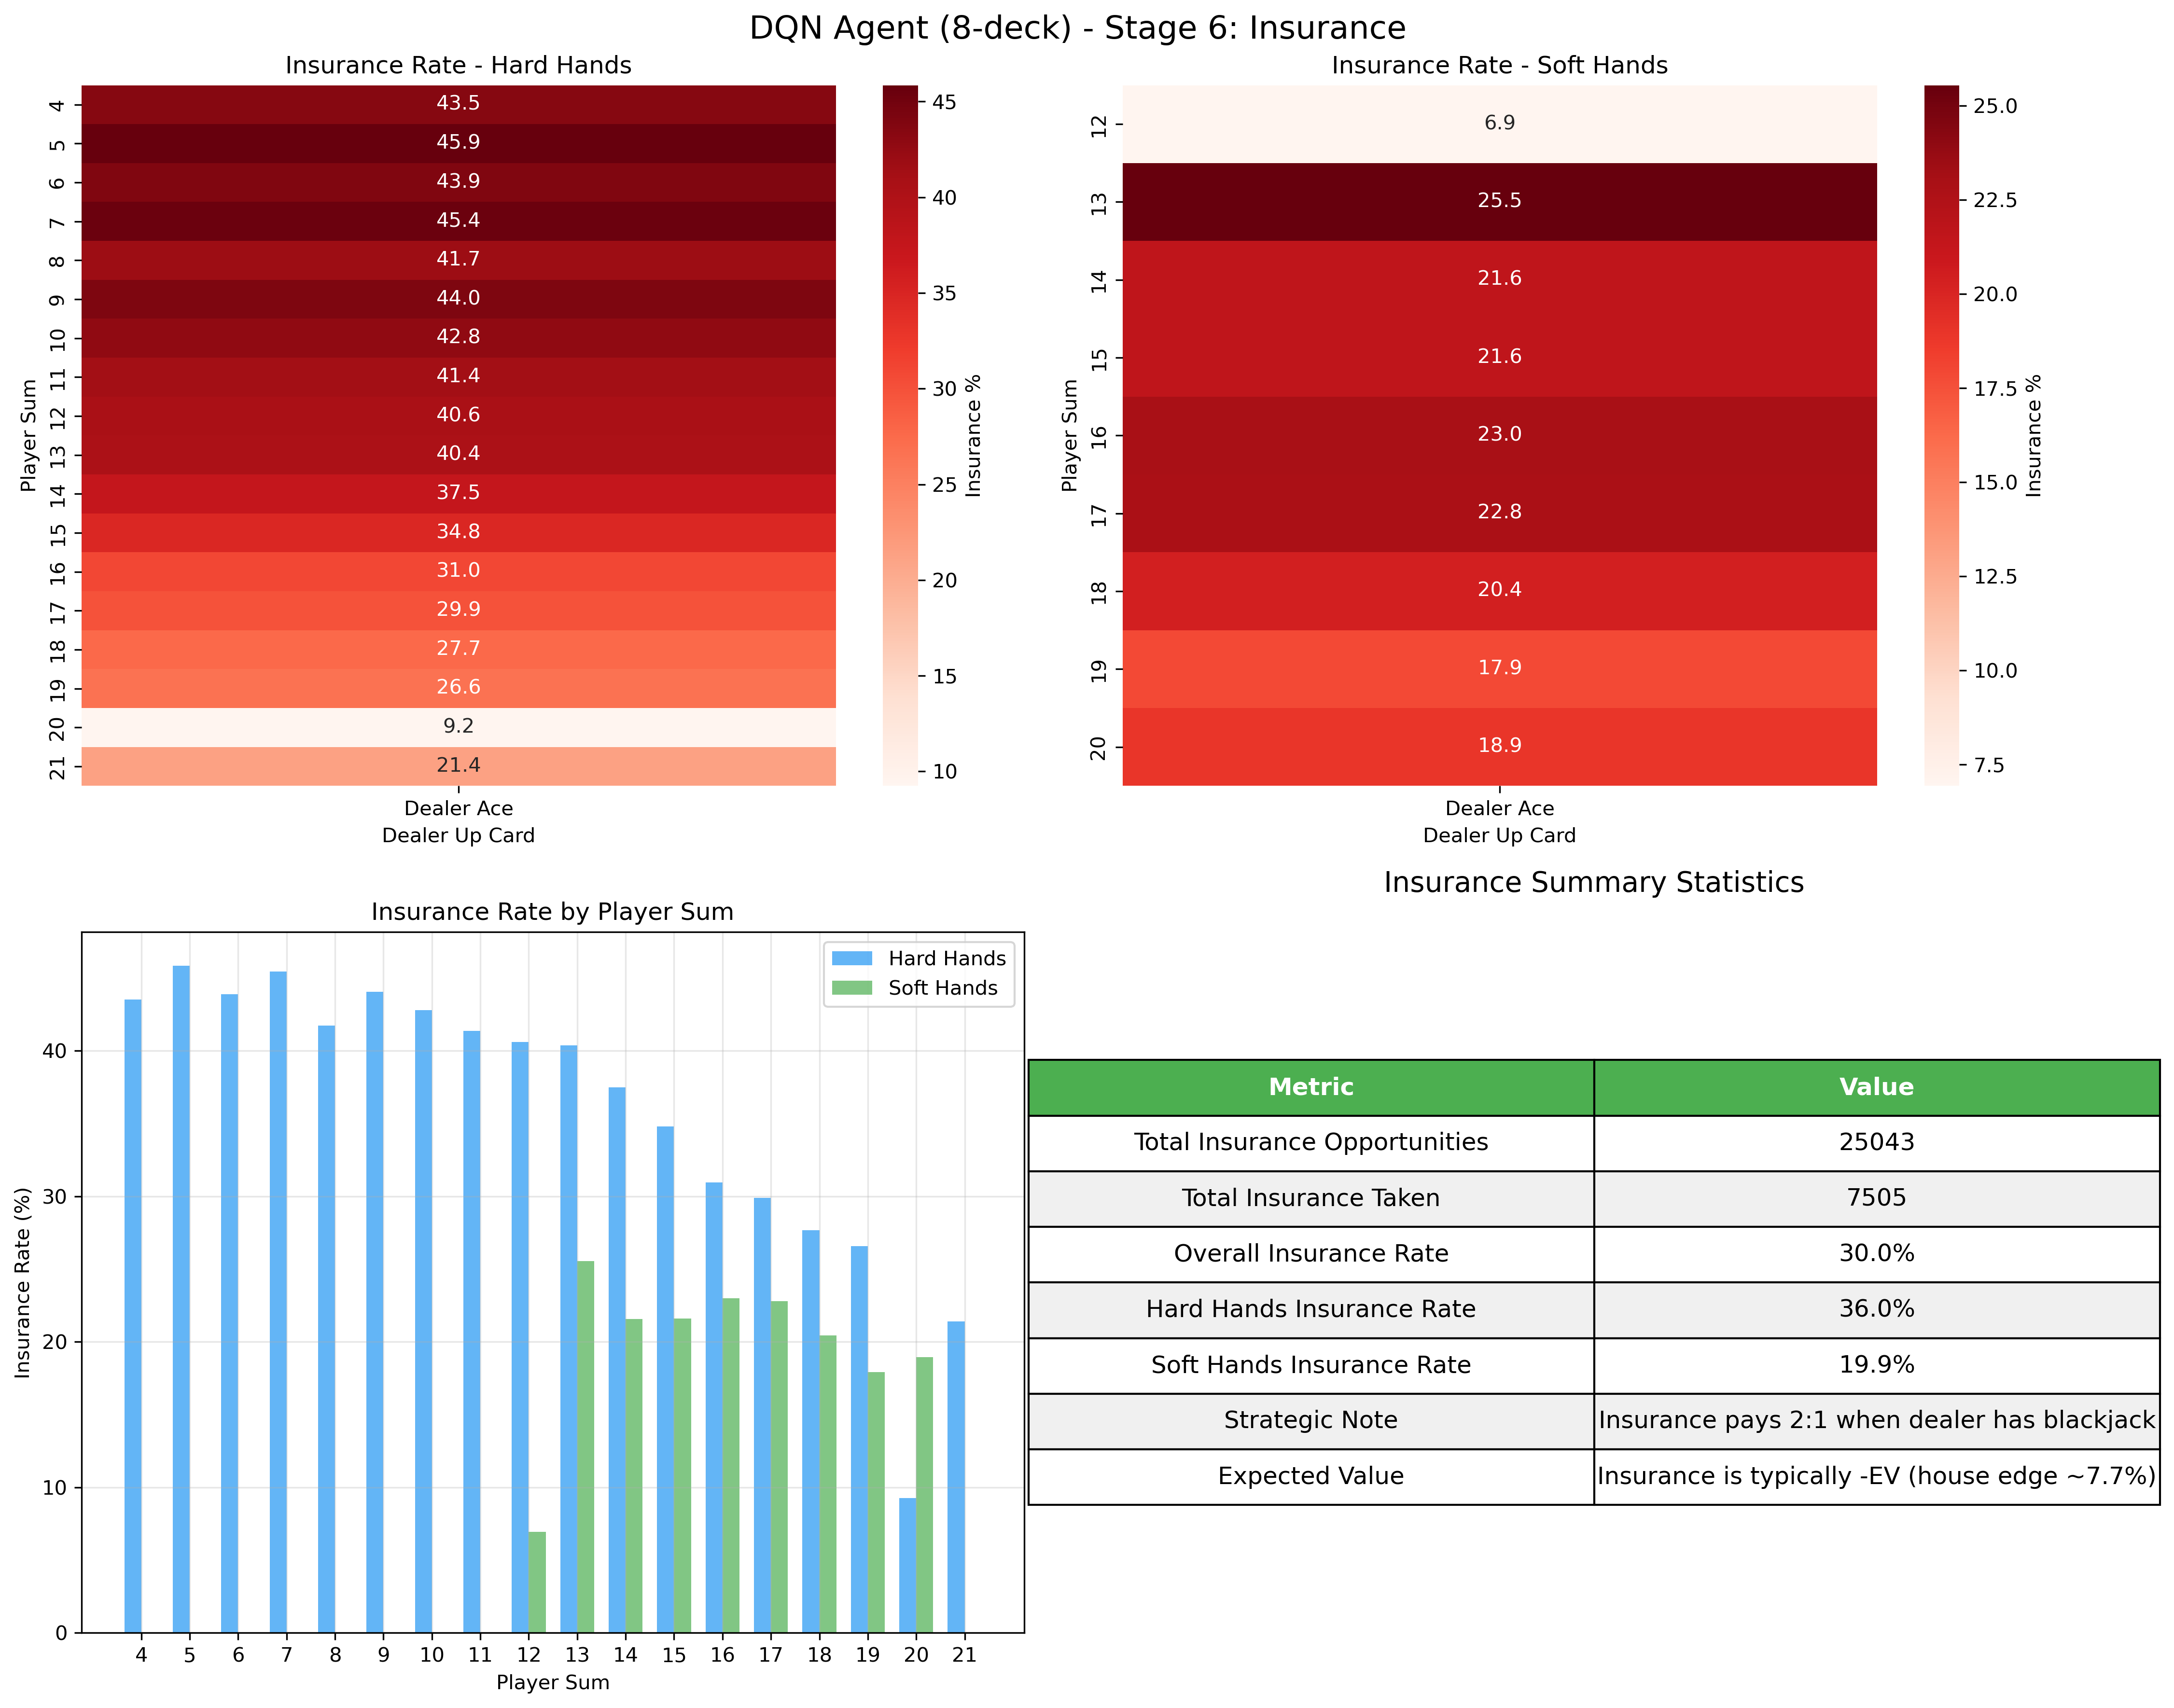 DQN Agent (8-deck) - Stage 6: Insurance
Insurance Rate - Hard Hands
Player Sum
4
5
6
7
8
9
10
11
12
13
14
15
16
17
18
19
20
21
43.5
45.9
43.9
45.4
41.7
44.0
42.8
41.4
40.6
40.4
37.5
34.8
31.0
29.9
27.7
26.6
9.2
21.4
Dealer Ace
Dealer Up Card
45
40
35
30
25
20
15
10
Insurance %
Insurance Rate - Soft Hands
Player Sum
12
13
14
15
16
17
18
19
20
6.9
25.5
21.6
21.6
23.0
22.8
20.4
17.9
18.9
Dealer Ace
Dealer Up Card
25.0
22.5
20.0
17.5
15.0
12.5
10.0
7.5
Insurance %
Insurance Rate by Player Sum
Insurance Rate (%)
40
30
20
10
0
Hard Hands
Soft Hands
4 5 6 7 8 9 10 11 12 13 14 15 16 17 18 19 20 21
Player Sum
Insurance Summary Statistics
Metric Value
Total Insurance Opportunities 25043
Total Insurance Taken 7505
Overall Insurance Rate 30.0%
Hard Hands Insurance Rate 36.0%
Soft Hands Insurance Rate 19.9%
Strategic Note Insurance pays 2:1 when dealer has blackjack
Expected Value Insurance is typically -EV (house edge ~7.7%)